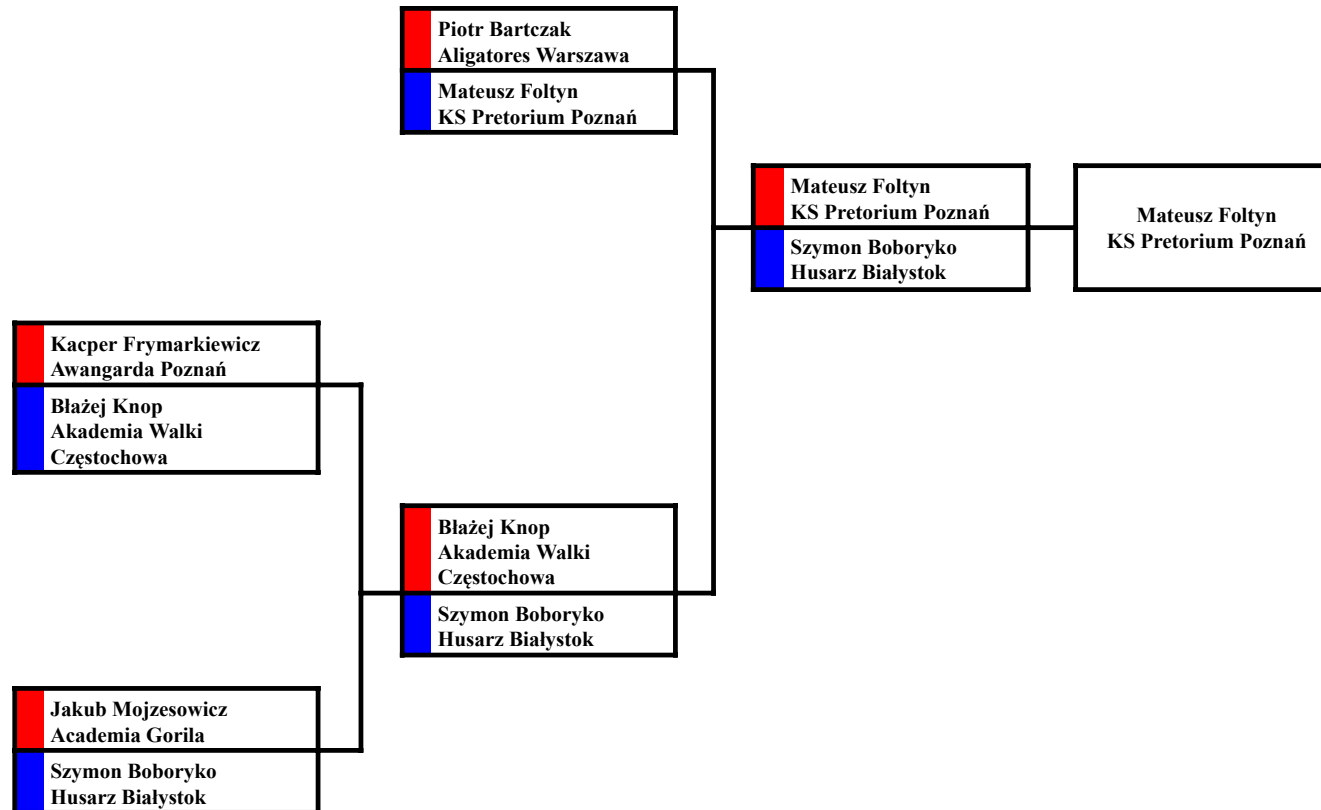 Piotr Bartczak
Aligatores Warszawa
Mateusz Foltyn
KS Pretorium Poznań
Mateusz Foltyn
KS Pretorium Poznań
Szymon Boboryko
Husarz Białystok
Mateusz Foltyn
KS Pretorium Poznań
Kacper Frymarkiewicz
Awangarda Poznań
Błażej Knop
Akademia Walki
Częstochowa
Błażej Knop
Akademia Walki
Częstochowa
Szymon Boboryko
Husarz Białystok
Jakub Mojzesowicz
Academia Gorila
Szymon Boboryko
Husarz Białystok